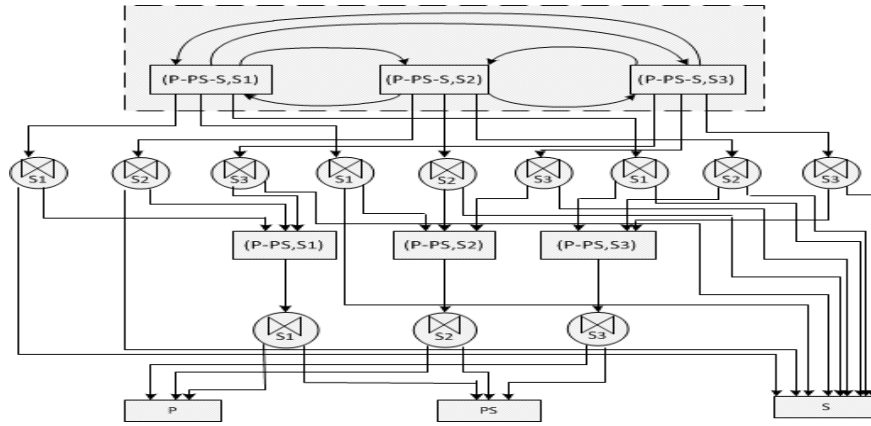 (P-PS-S,S1) (P-PS-S,S2) (P-PS-S,S3)
S1 S2 S3 S1 S2 S3 S1 S2 S3
(P-PS,S1) (P-PS,S2) (P-PS,S3)
S1 S2 S3
P PS S